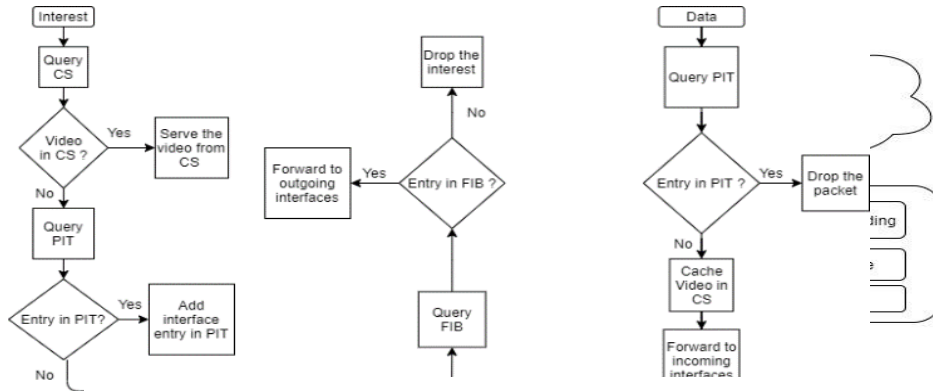 Interest
Query
CS
Video
in CS ?
Yes
Serve the
video from
CS
No
Query
PIT
Entry in PIT?
Yes
Add
interface
entry in PIT
No
Drop the
interest
No
Entry in FIB ?
Yes
Forward to
outgoing
interfaces
Query
FIB
Data
Query PIT
Entry in PIT ?
Yes
Drop the
packet
No
Cache
Video in
CS
Forward to
incoming
interfaces
ding
e